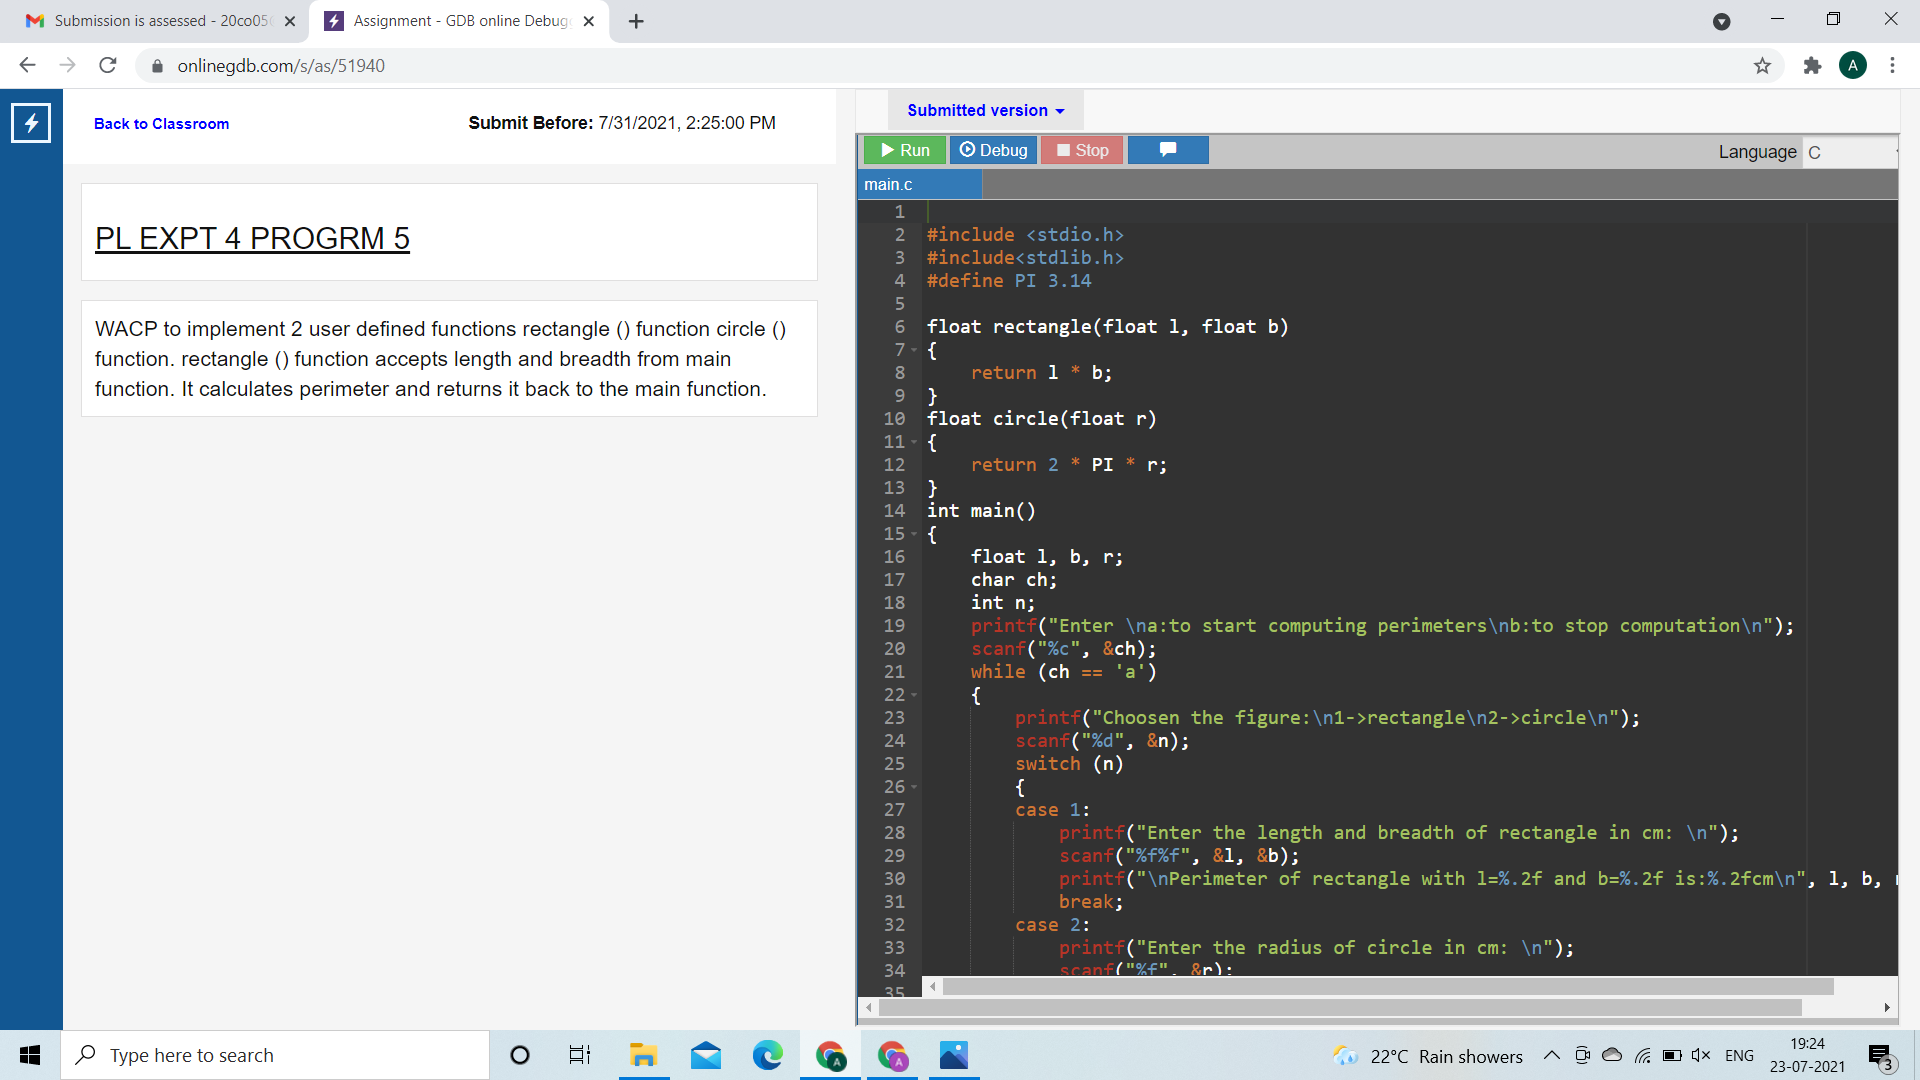 Submission is assessed - 20co05
Assignment - GDB online Debug
onlinegdb.com/s/as/51940
A
Back to Classroom
Submit Before: 7/31/2021, 2:25:00 PM
PL EXPT 4 PROGRM 5
WACP to implement 2 user defined functions rectangle () function circle ()
function. rectangle () function accepts length and breadth from main
function. It calculates perimeter and returns it back to the main function.
Submitted version
Run
Debug
Stop
Language C
main.c
1
2 #include <stdio.h>
3 #include<stdlib.h>
4 #define PI 3.14
5
6 float rectangle(float l, float b)
7 {
8 return l * b;
9 }
10 float circle(float r)
11 {
12 return 2 * PI * r;
13 }
14 int main()
15 {
16 float l, b, r;
17 char ch;
18 int n;
19 printf("Enter \na:to start computing perimeters\nb:to stop computation\n");
20 scanf("%c", &ch);
21 while (ch == 'a')
22 {
23 printf("Choosen the figure:\n1->rectangle\n2->circle\n");
24 scanf("%d", &n);
25 switch (n)
26 {
27 case 1:
28 printf("Enter the length and breadth of rectangle in cm: \n");
29 scanf("%f%f", &l, &b);
30 printf("\nPerimeter of rectangle with l=%.2f and b=%.2f is:%.2fcm\n", l, b,
31 break;
32 case 2:
33 printf("Enter the radius of circle in cm: \n");
34 scanf("%f", &r);
35
Type here to search
A
A
22°C Rain showers
ENG
19:24
23-07-2021
3